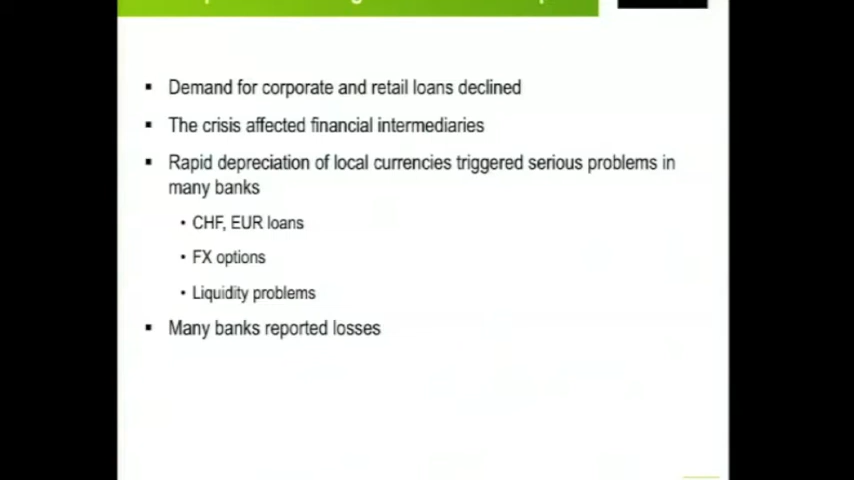 ▪ Demand for corporate and retail loans declined
▪ The crisis affected financial intermediaries
▪ Rapid depreciation of local currencies triggered serious problems in
many banks
• CHF, EUR loans
• FX options
• Liquidity problems
▪ Many banks reported losses